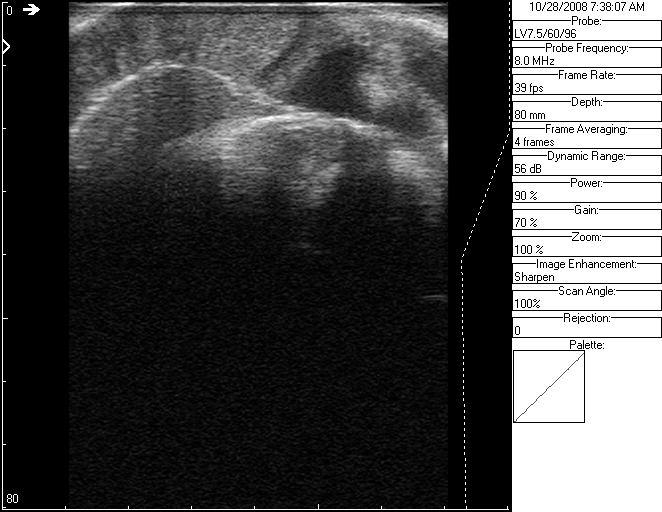 0
80
10/28/2008 7:38:07 AM
Probe:
LV7.5/60/96
Probe Frequency:
8.0 MHz
Frame Rate:
39 fps
Depth:
80 mm
Frame Averaging:
4 frames
Dynamic Range:
56 dB
Power:
90 %
Gain:
70 %
Zoom:
100 %
Image Enhancement:
Sharpen
Scan Angle:
100%
Rejection:
0
Palette: